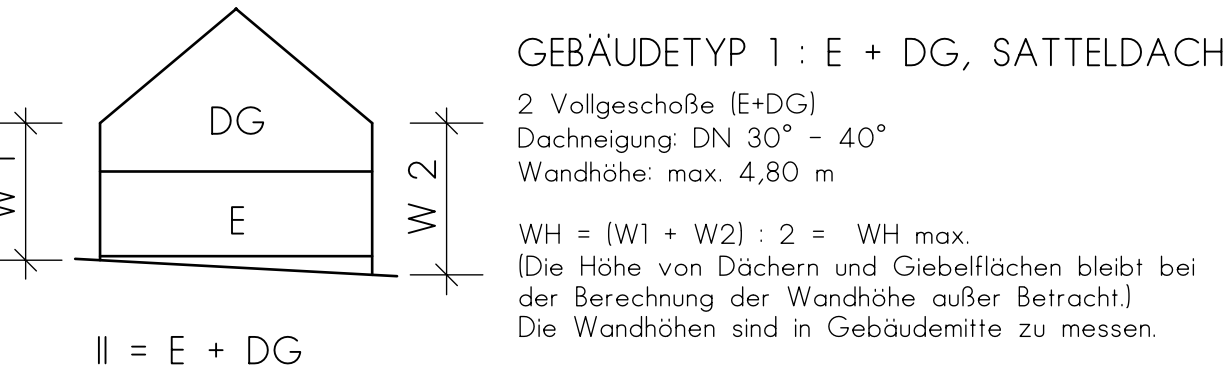 GEBÄUDETYP 1 : E + DG, SATTELDACH
2 Vollgeschoße (E+DG)
Dachneigung: DN 30° - 40°
Wandhöhe: max. 4,80 m
WH = (W1 + W2) : 2 = WH max.
(Die Höhe von Dächern und Giebelflächen bleibt bei
der Berechnung der Wandhöhe außer Betracht.)
Die Wandhöhen sind in Gebäudemitte zu messen.
DG
E
W 1
W 2
II = E + DG